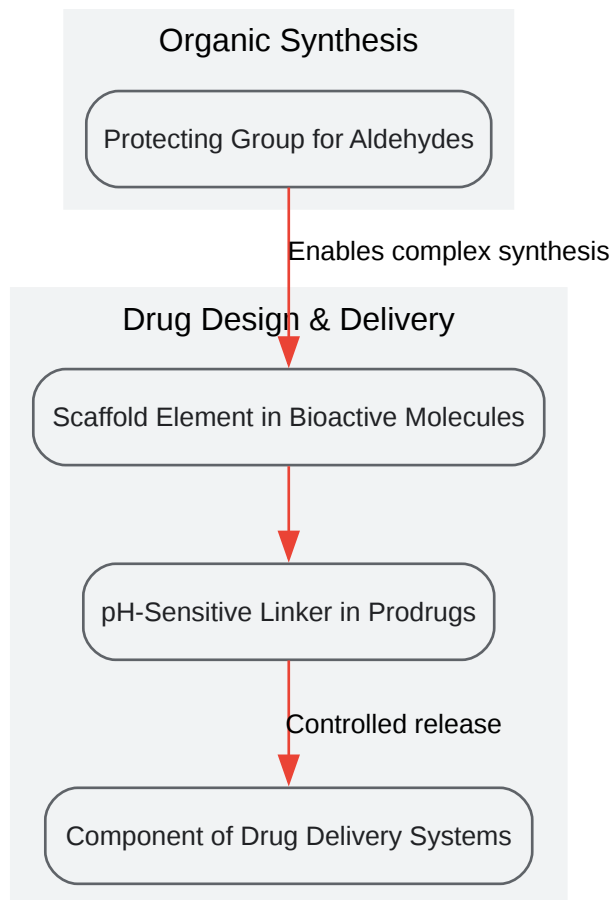 Organic Synthesis
Protecting Group for Aldehydes
Enables complex synthesis
Drug Design & Delivery
Scaffold Element in Bioactive Molecules
pH-Sensitive Linker in Prodrugs
Controlled release
Component of Drug Delivery Systems